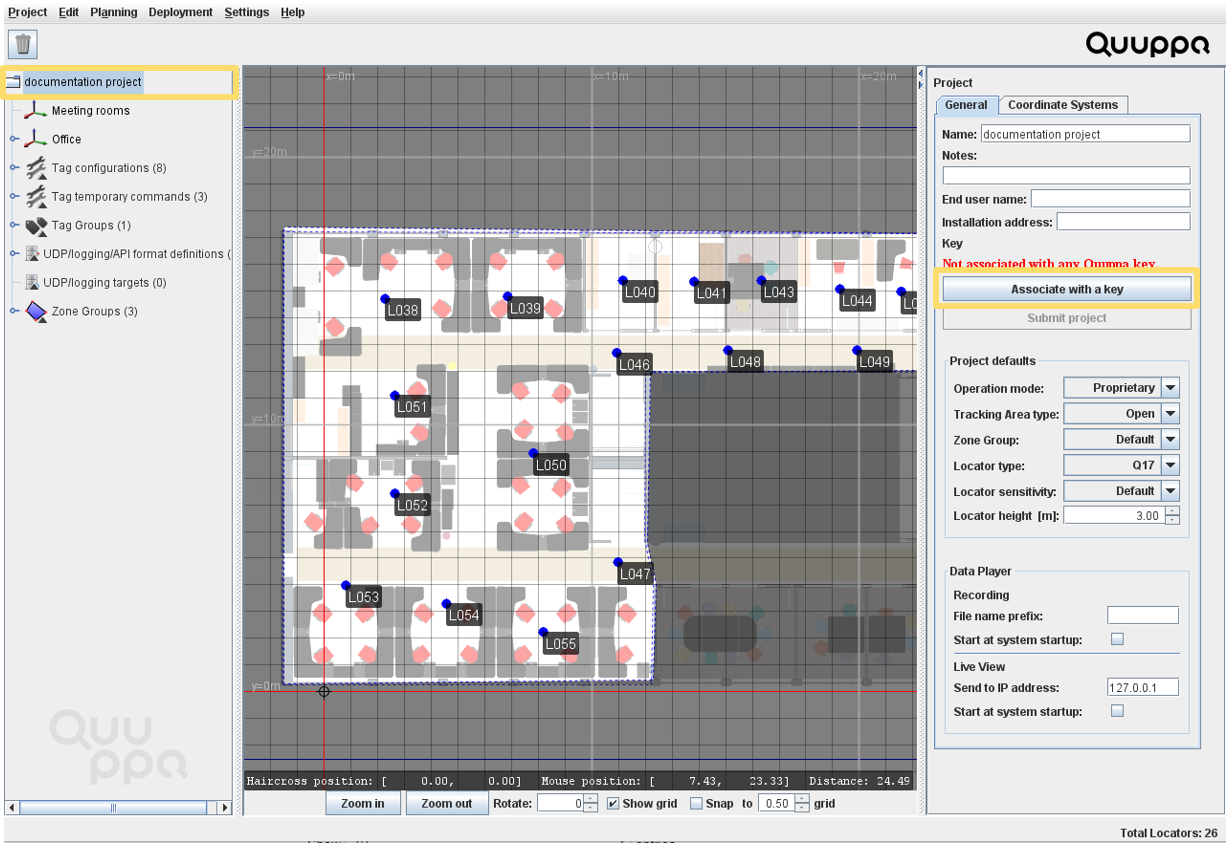 Project Edit Planning Deployment Settings Help
Quuppa
documentation project
Meeting rooms
Office
Tag configurations (8)
Tag temporary commands (3)
Tag Groups (1)
UDP/logging/API format definitions (
UDP/logging targets (0)
Zone Groups (3)
Quuppa
x=0m
x=10m
x=20m
y=20m
y=10m
y=0m
L038
L039
L040
L041
L043
L044
L0
L046
L048
L049
L051
L050
L052
L047
L053
L054
L055
Haircross position: [ 0.00, 0.00] Mouse position: [ 7.43, 23.33] Distance: 24.49
Zoom in Zoom out Rotate: 0 Show grid Snap to 0.50 grid
Project
General Coordinate Systems
Name: documentation project
Notes:
End user name:
Installation address:
Key
Not associated with any Quuppa key.
Associate with a key
Submit project
Project defaults
Operation mode: Proprietary
Tracking Area type: Open
Zone Group: Default
Locator type: Q17
Locator sensitivity: Default
Locator height [m]: 3.00
Data Player
Recording
File name prefix:
Start at system startup:
Live View
Send to IP address: 127.0.0.1
Start at system startup:
Total Locators: 26